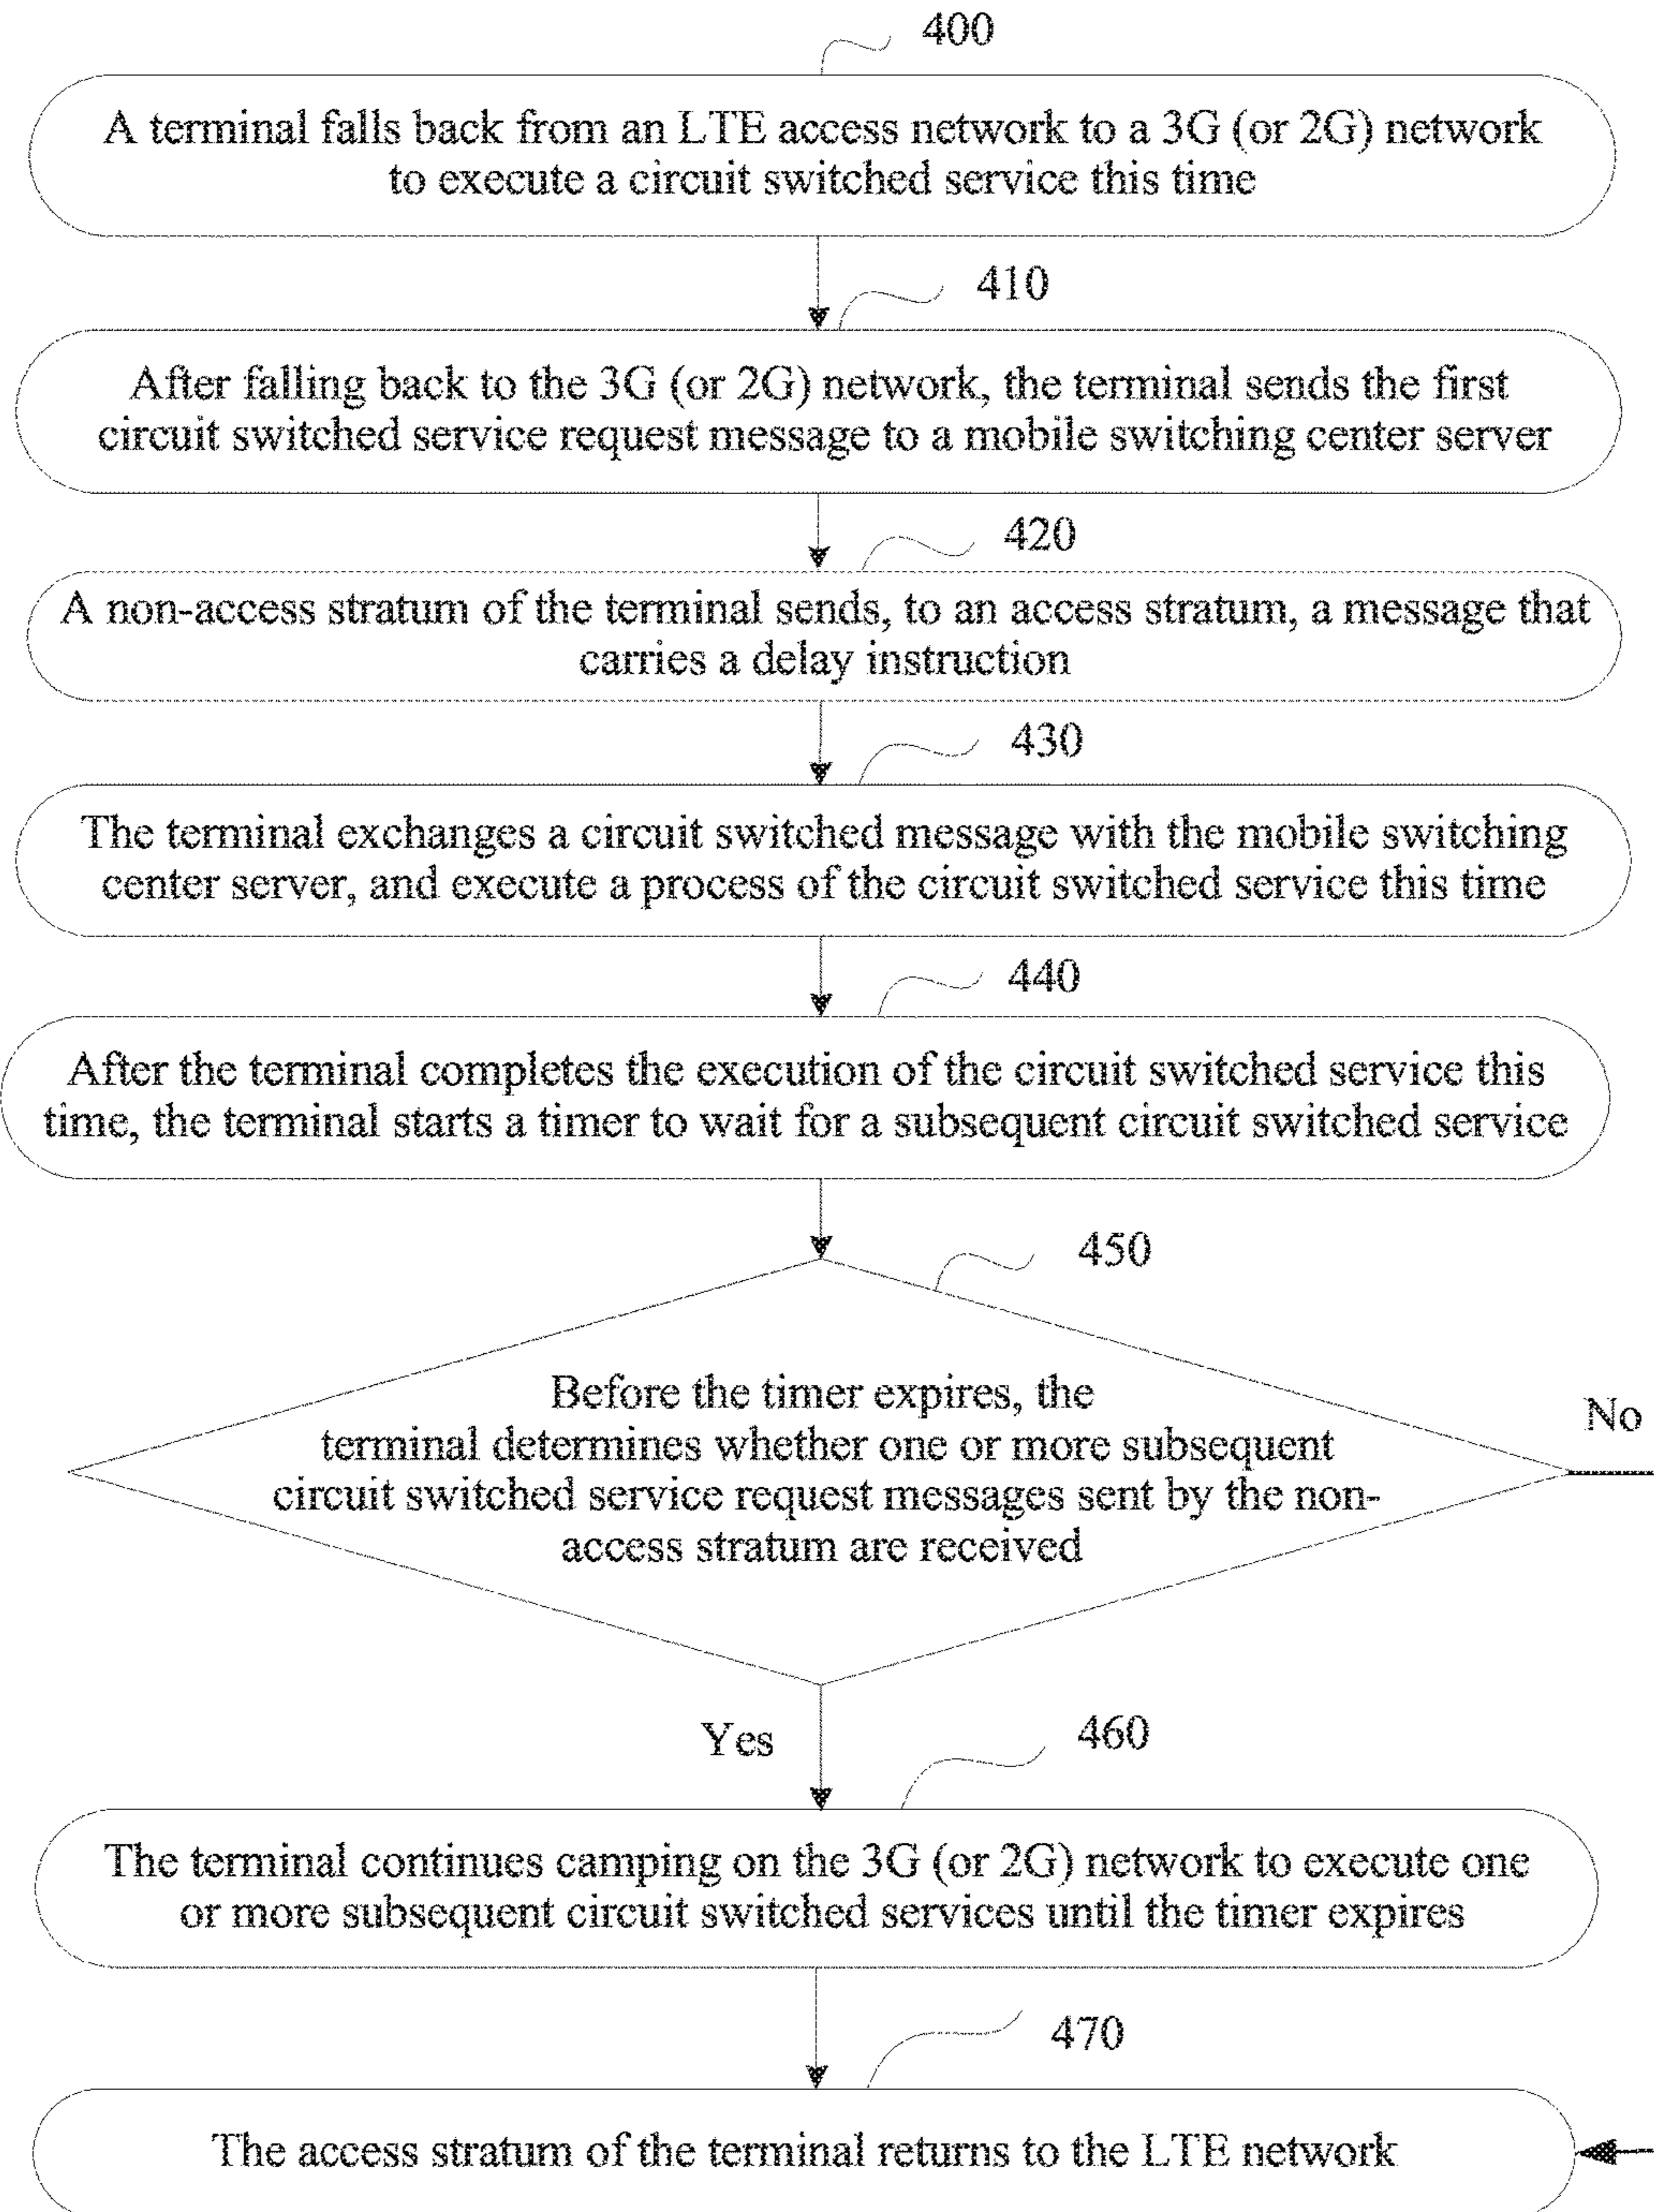 400
A terminal falls back from an LTE access network to a 3G (or 2G) network
to execute a circuit switched service this time
410
After falling back to the 3G (or 2G) network, the terminal sends the first
circuit switched service request message to a mobile switching center server
420
A non-access stratum of the terminal sends, to an access stratum, a message that
carries a delay instruction
430
The terminal exchanges a circuit switched message with the mobile switching
center server, and execute a process of the circuit switched service this time
440
After the terminal completes the execution of the circuit switched service this
time, the terminal starts a timer to wait for a subsequent circuit switched service
450
Before the timer expires, the
terminal determines whether one or more subsequent
circuit switched service request messages sent by the non-
access stratum are received
No
Yes
460
The terminal continues camping on the 3G (or 2G) network to execute one
or more subsequent circuit switched services until the timer expires
470
The access stratum of the terminal returns to the LTE network